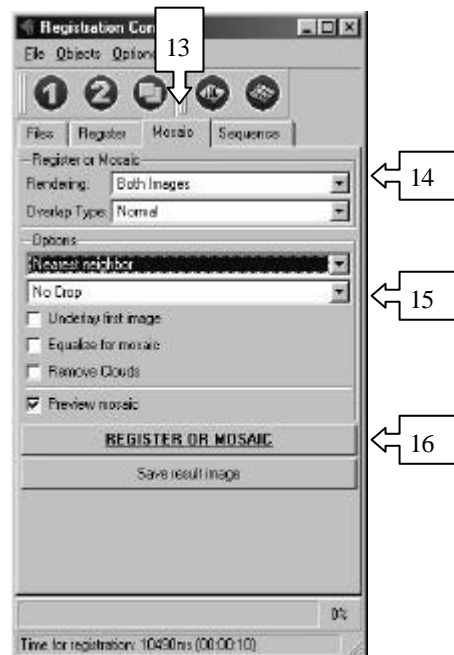 Registration Con
13
File Objects Option
1 2
Files Register Mosaic Sequence
Register or Mosaic
Rendering: Both Images
14
Overlap Type: Normal
Options
Nearest neighbor
No Crop
15
Underlay first image
Equalize for mosaic
Remove Clouds
Preview mosaic
REGISTER OR MOSAIC
16
Save result image
0%
Time for registration: 10490ms (00:00:10)